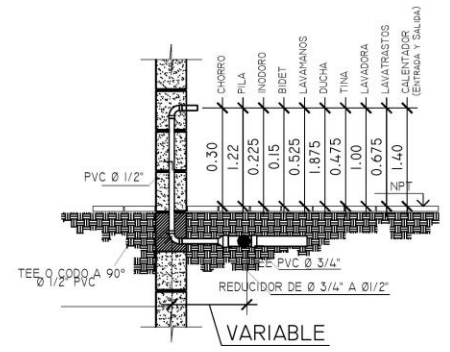 CHORRO
PILA
INODORO
BIDET
LAVAMANOS
DUCHA
TINA
LAVADORA
LAVATRASTOS
CALENTADOR
(ENTRADA Y SALIDA)
0.30
1.22
0.225
0.15
0.525
1.875
0.475
1.00
0.675
1.40
PVC Ø 1/2"
NPT
TEE O CODO A 90°
Ø 1/2" PVC
PVC Ø 3/4"
REDUCIDOR DE Ø 3/4" A Ø1/2"
VARIABLE